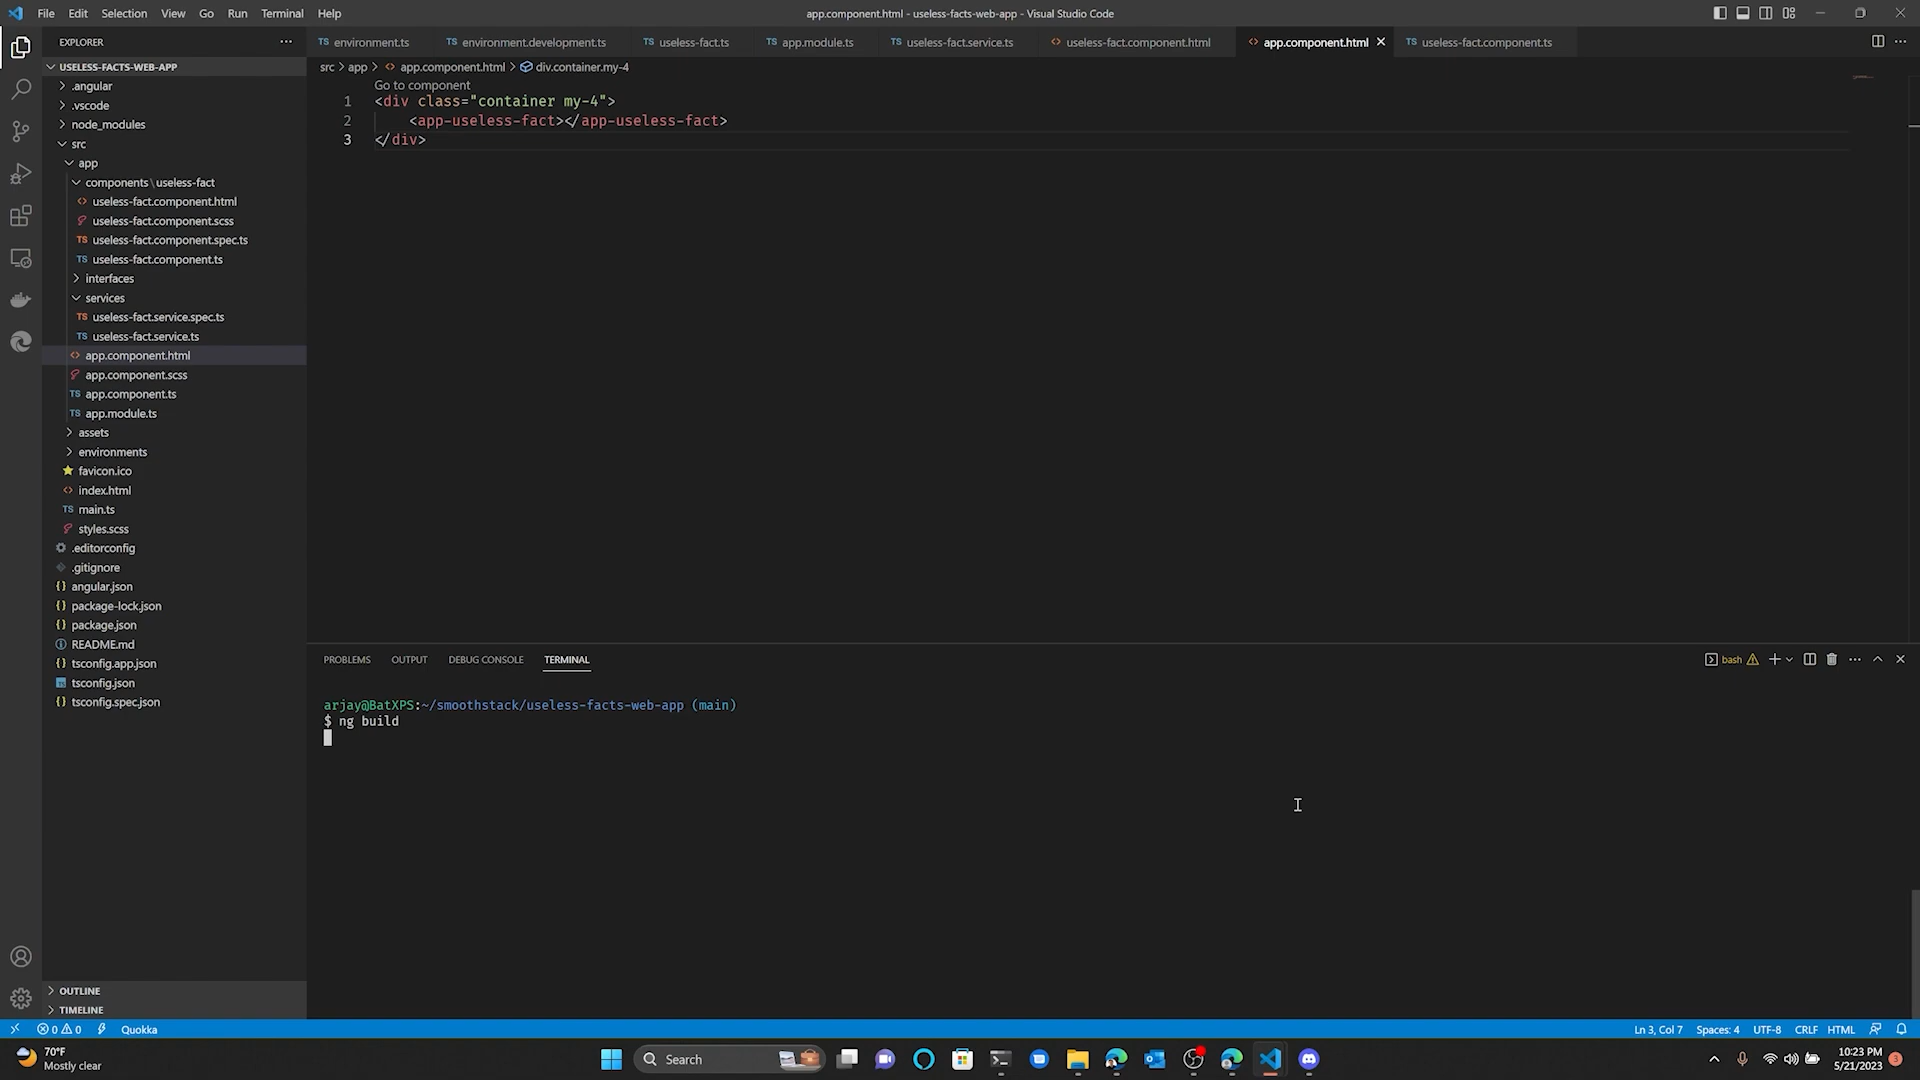 File Edit Selection View Go Run Terminal Help
app.component.html - useless-facts-web-app - Visual Studio Code
EXPLORER
environment.ts
environment.development.ts
useless-fact.ts
app.module.ts
useless-fact.service.ts
useless-fact.component.html
app.component.html
useless-fact.component.ts
USELESS-FACTS-WEB-APP
.angular
.vscode
node_modules
src
app
components\useless-fact
useless-fact.component.html
useless-fact.component.scss
useless-fact.component.spec.ts
useless-fact.component.ts
interfaces
services
useless-fact.service.spec.ts
useless-fact.service.ts
app.component.html
app.component.scss
app.component.ts
app.module.ts
assets
environments
favicon.ico
index.html
main.ts
styles.scss
.editorconfig
.gitignore
angular.json
package-lock.json
package.json
README.md
tsconfig.app.json
tsconfig.json
tsconfig.spec.json
OUTLINE
TIMELINE
src > app > app.component.html > div.container.my-4
Go to component
1 <div class="container my-4">
2 <app-useless-fact></app-useless-fact>
3 </div>
PROBLEMS OUTPUT DEBUG CONSOLE TERMINAL
bash
arjay@BatXPS:~/smoothstack/useless-facts-web-app (main)
$ ng build
0 0 Quokka
Ln 3, Col 7 Spaces: 4 UTF-8 CRLF HTML
70°F
Mostly clear
Search
10:23 PM
5/21/2023
3